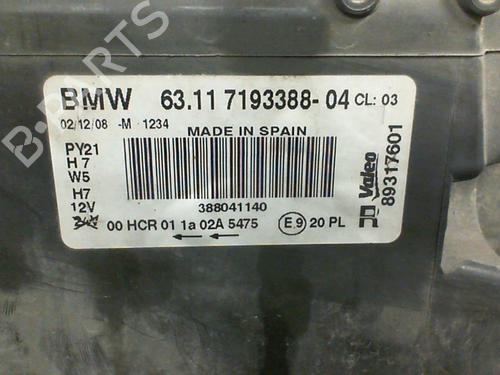 B-PARTS
BMW 63.11 7193388-04 CL: 03
02/12/08 -M 1234
MADE IN SPAIN
PY21
H7
W5
H7
12V
388041140
00 HCR 01 1a 02A 5475 E9 20 PL
Valeo
89317601